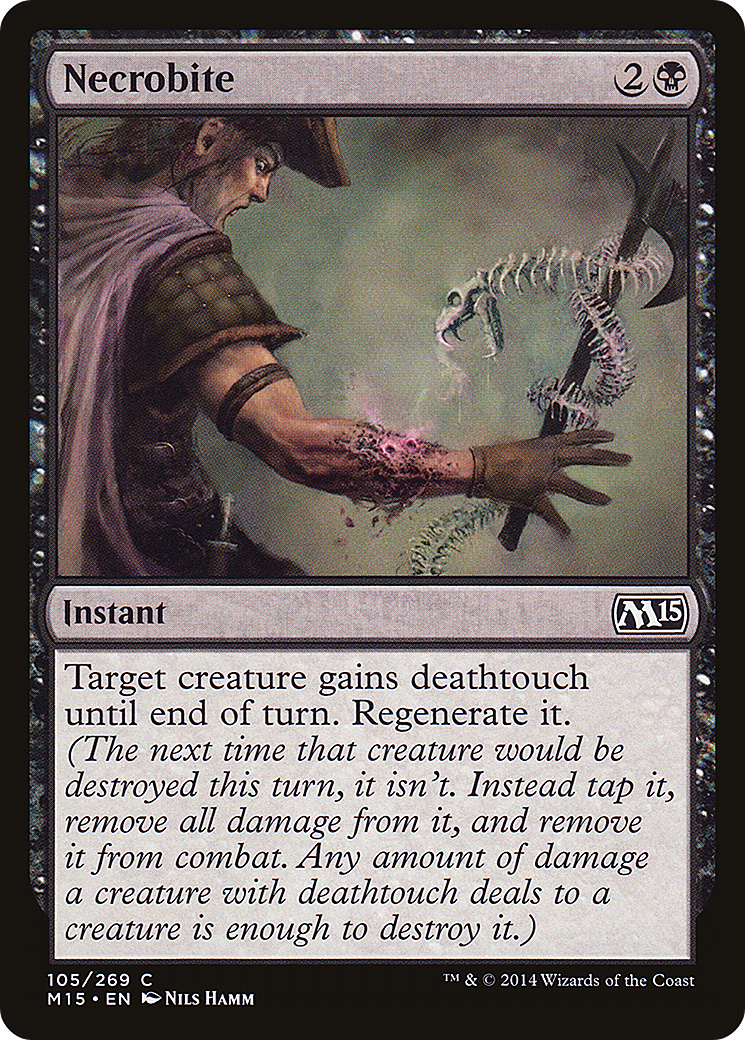 Necrobite 2
Instant M15
Target creature gains deathtouch
until end of turn. Regenerate it.
(The next time that creature would be
destroyed this turn, it isn't. Instead tap it,
remove all damage from it, and remove
it from combat. Any amount of damage
a creature with deathtouch deals to a
creature is enough to destroy it.)
105/269 C ™ & © 2014 Wizards of the Coast
M15 • EN Nils Hamm